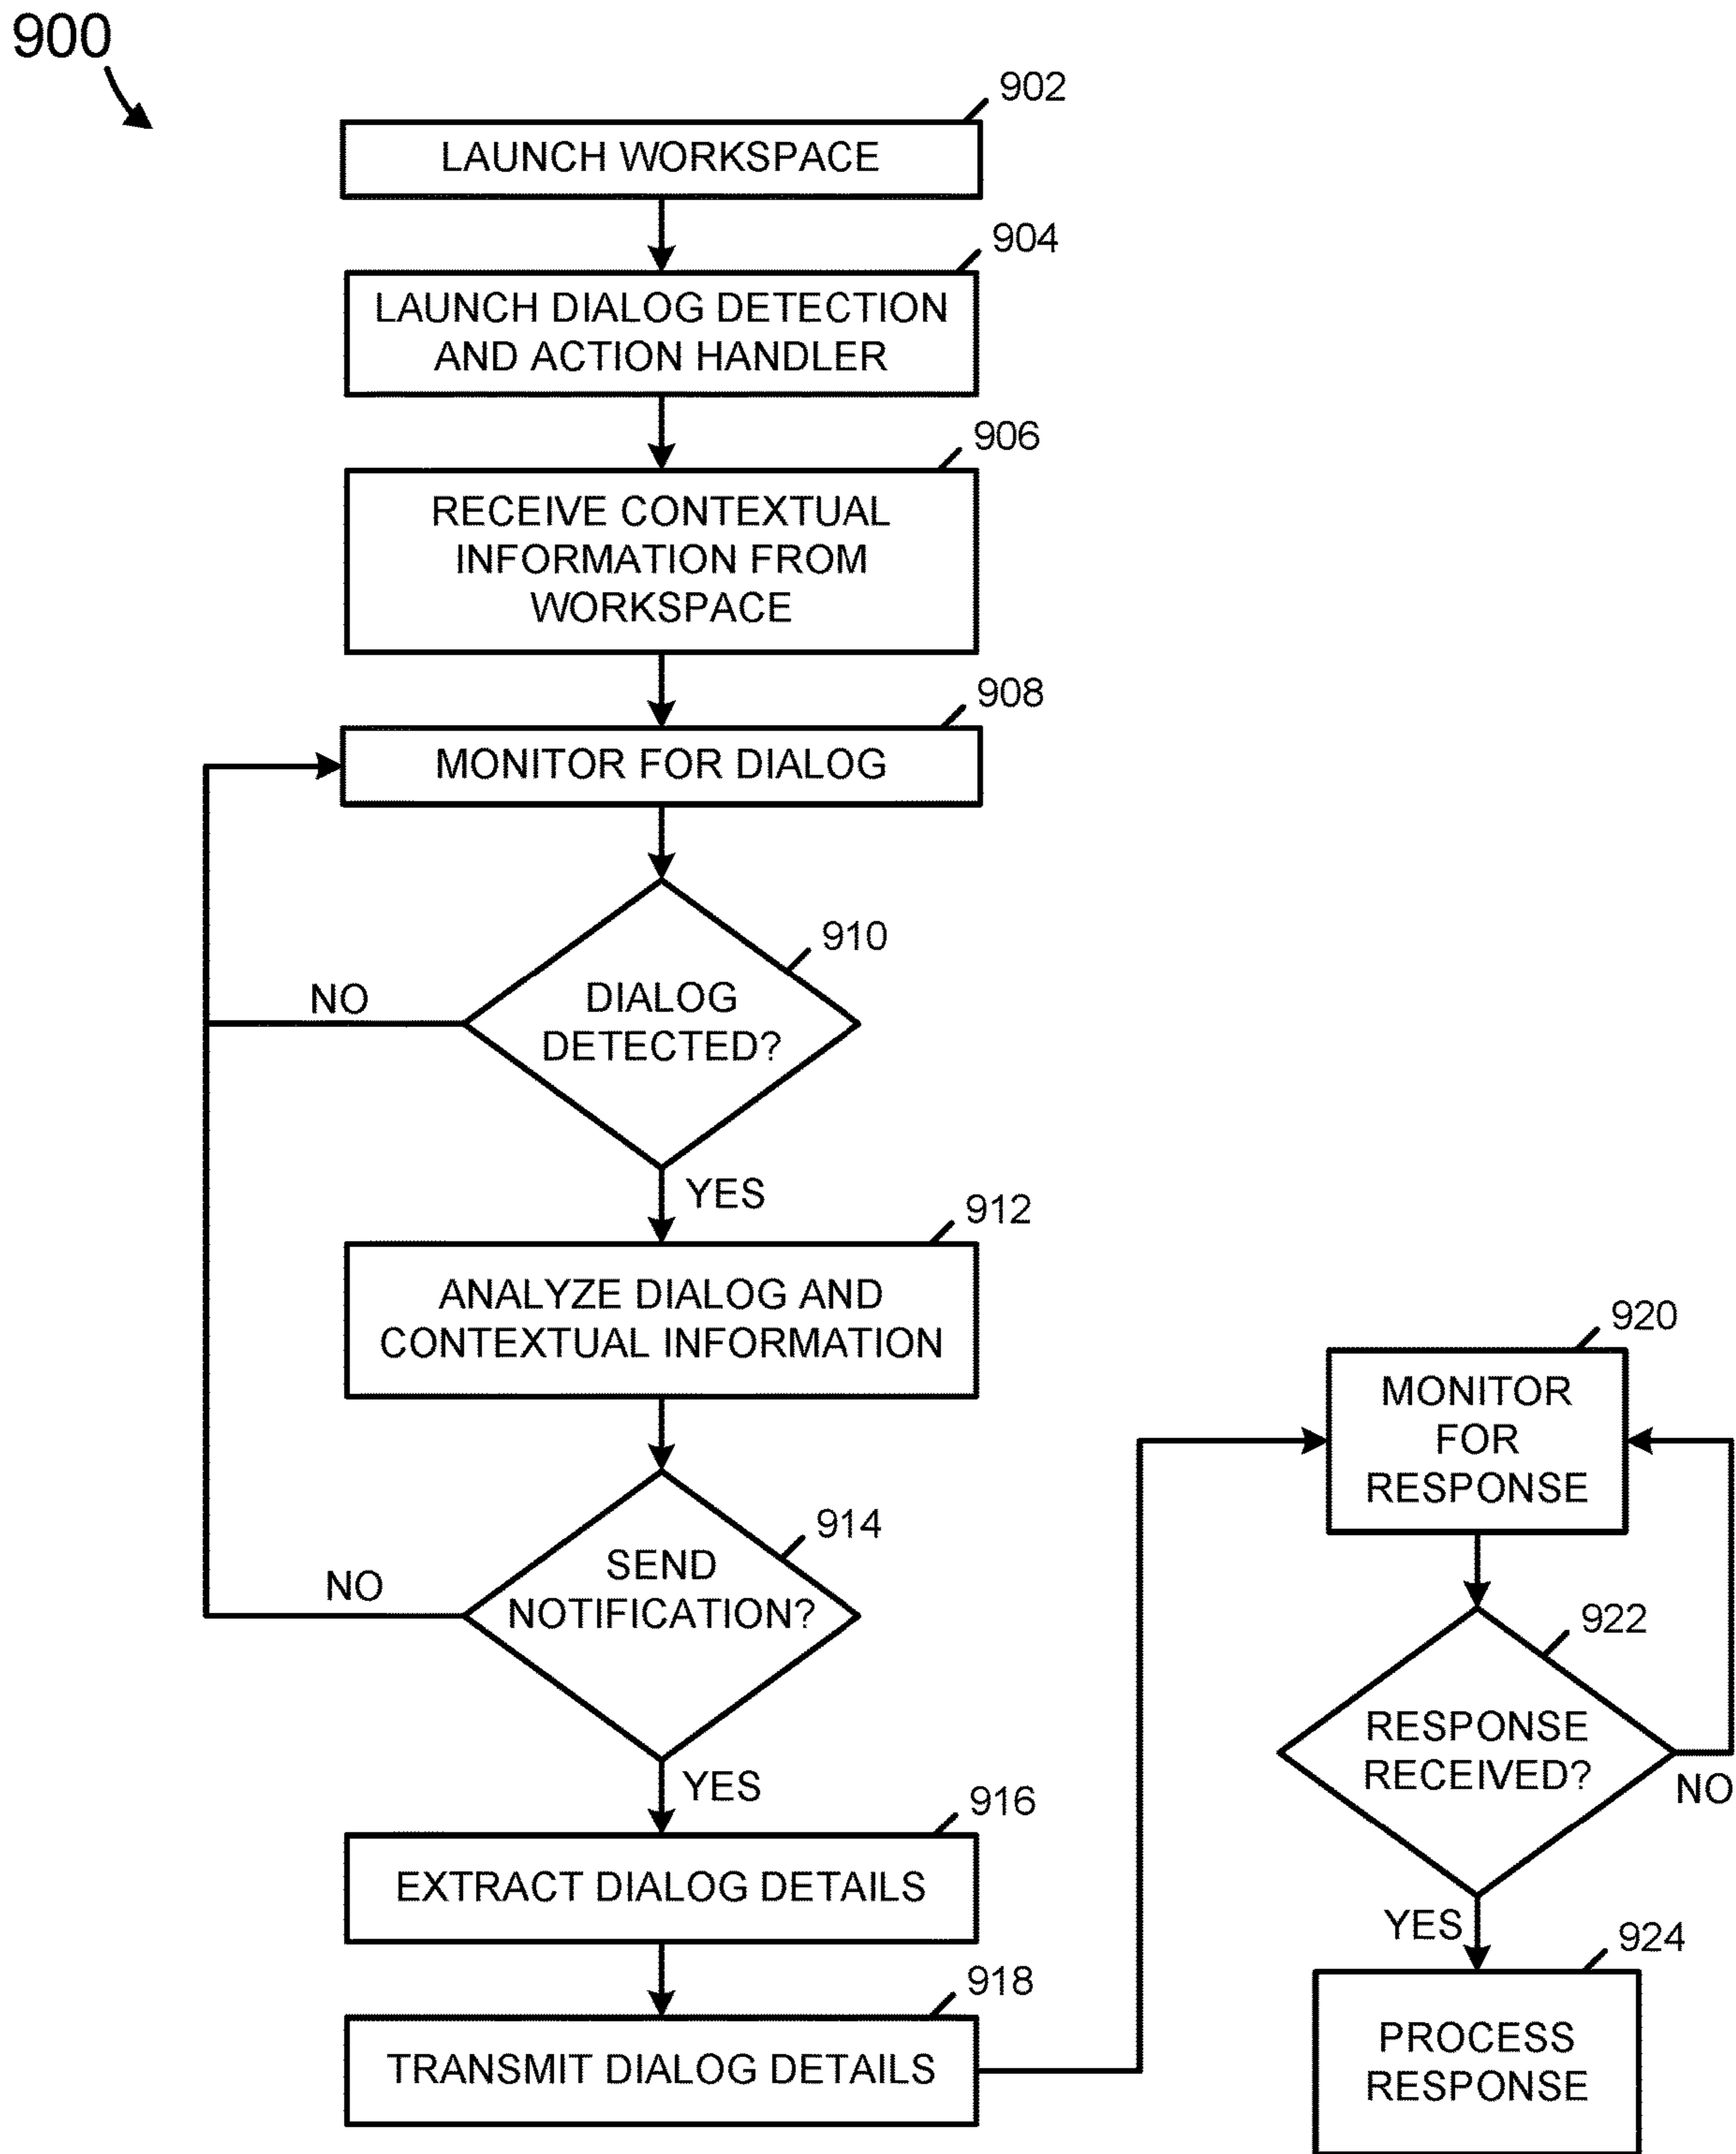 900
902
LAUNCH WORKSPACE
904
LAUNCH DIALOG DETECTION
AND ACTION HANDLER
906
RECEIVE CONTEXTUAL
INFORMATION FROM
WORKSPACE
908
MONITOR FOR DIALOG
910
DIALOG
DETECTED?
NO
YES
912
ANALYZE DIALOG AND
CONTEXTUAL INFORMATION
914
SEND
NOTIFICATION?
NO
YES
916
EXTRACT DIALOG DETAILS
918
TRANSMIT DIALOG DETAILS
920
MONITOR
FOR
RESPONSE
922
RESPONSE
RECEIVED?
NO
YES
924
PROCESS
RESPONSE